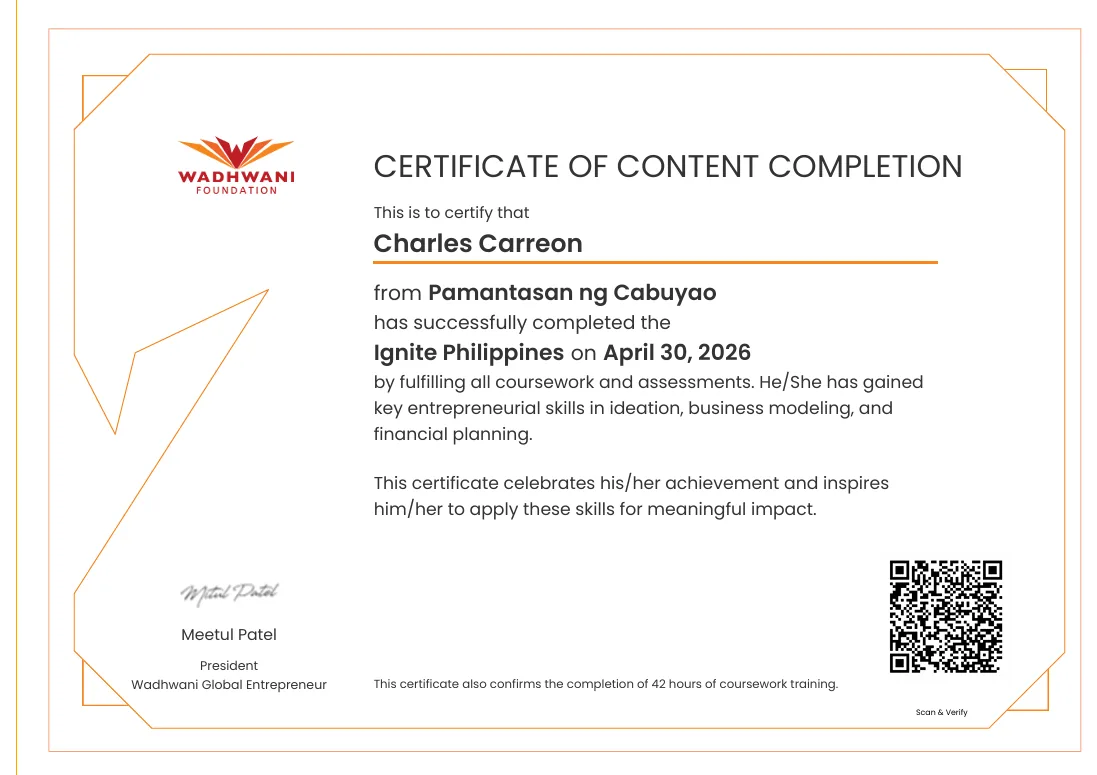 WADHWANI
FOUNDATION
CERTIFICATE OF CONTENT COMPLETION
This is to certify that
Charles Carreon
from Pamantasan ng Cabuyao
has successfully completed the
Ignite Philippines on April 30, 2026
by fulfilling all coursework and assessments. He/She has gained
key entrepreneurial skills in ideation, business modeling, and
financial planning.
This certificate celebrates his/her achievement and inspires
him/her to apply these skills for meaningful impact.
Mitul Patel
Meetul Patel
President
Wadhwani Global Entrepreneur
This certificate also confirms the completion of 42 hours of coursework training.
Scan & Verify